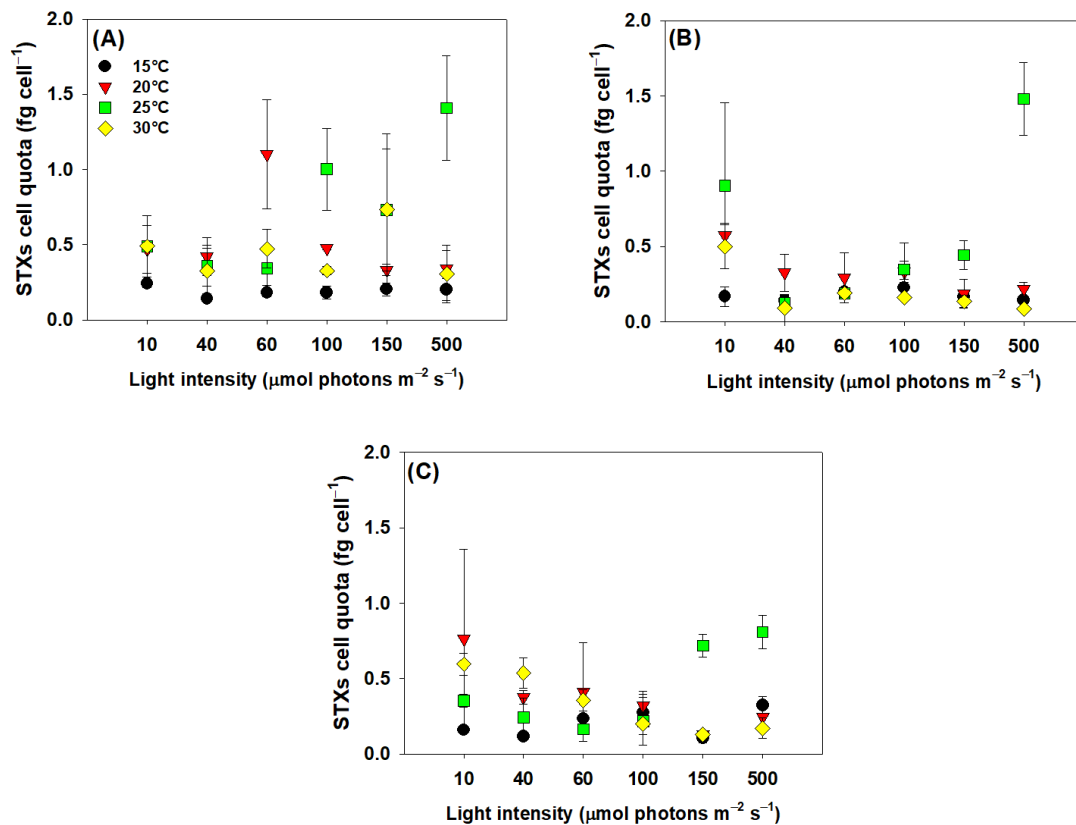 (A)
2.0
1.5
1.0
0.5
0.0
STXs cell quota (fg cell⁻¹)
15°C
20°C
25°C
30°C
10 40 60 100 150 500
Light intensity (μmol photons m⁻² s⁻¹)
(B)
2.0
1.5
1.0
0.5
0.0
STXs cell quota (fg cell⁻¹)
10 40 60 100 150 500
Light intensity (μmol photons m⁻² s⁻¹)
(C)
2.0
1.5
1.0
0.5
0.0
STXs cell quota (fg cell⁻¹)
10 40 60 100 150 500
Light intensity (μmol photons m⁻² s⁻¹)